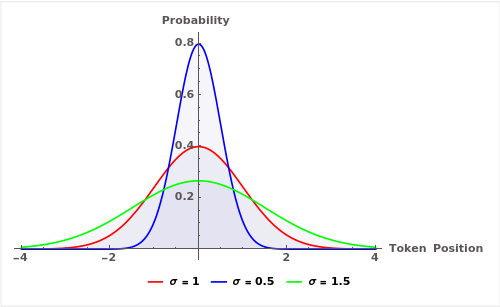 Probability
0.8
0.6
0.4
0.2
−4 −2 2 4 Token Position
σ = 1 σ = 0.5 σ = 1.5